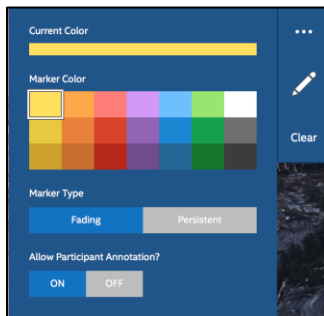 Current Color
Marker Color
Clear
Marker Type
Fading Persistent
Allow Participant Annotation?
ON OFF